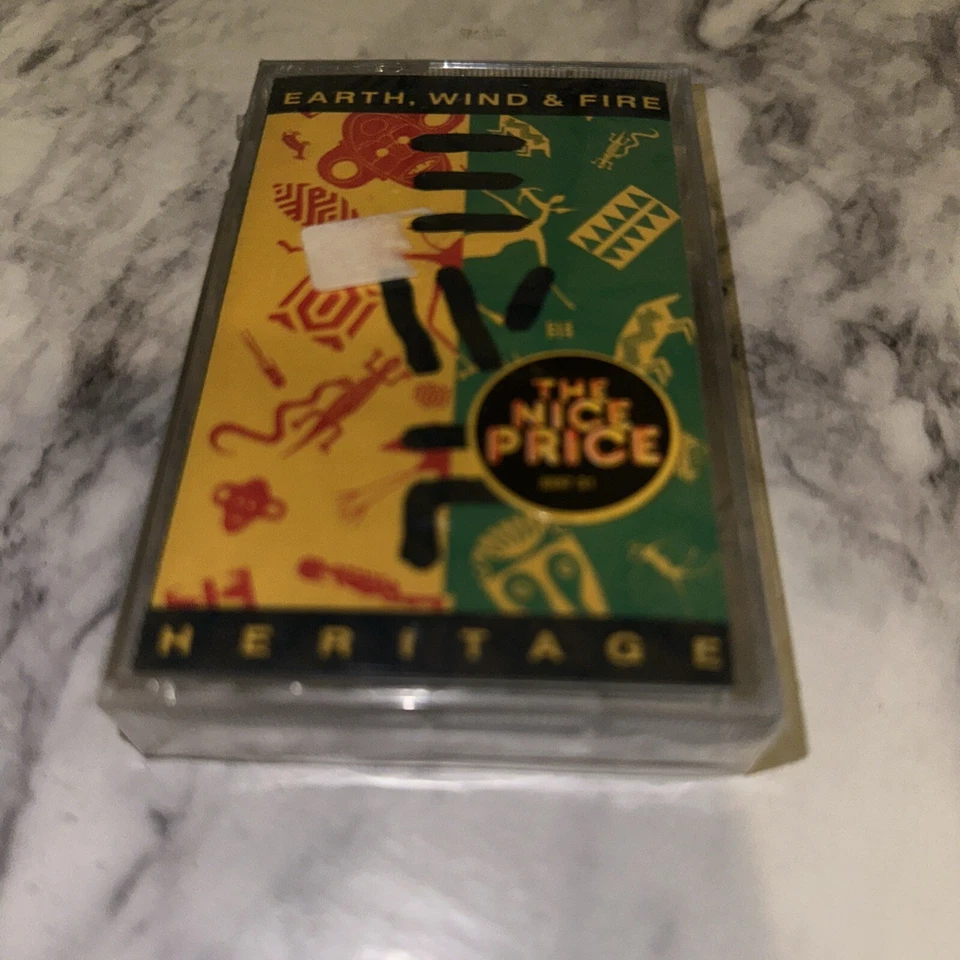 EARTH, WIND & FIRE
THE
NICE
PRICE
HERITAGE